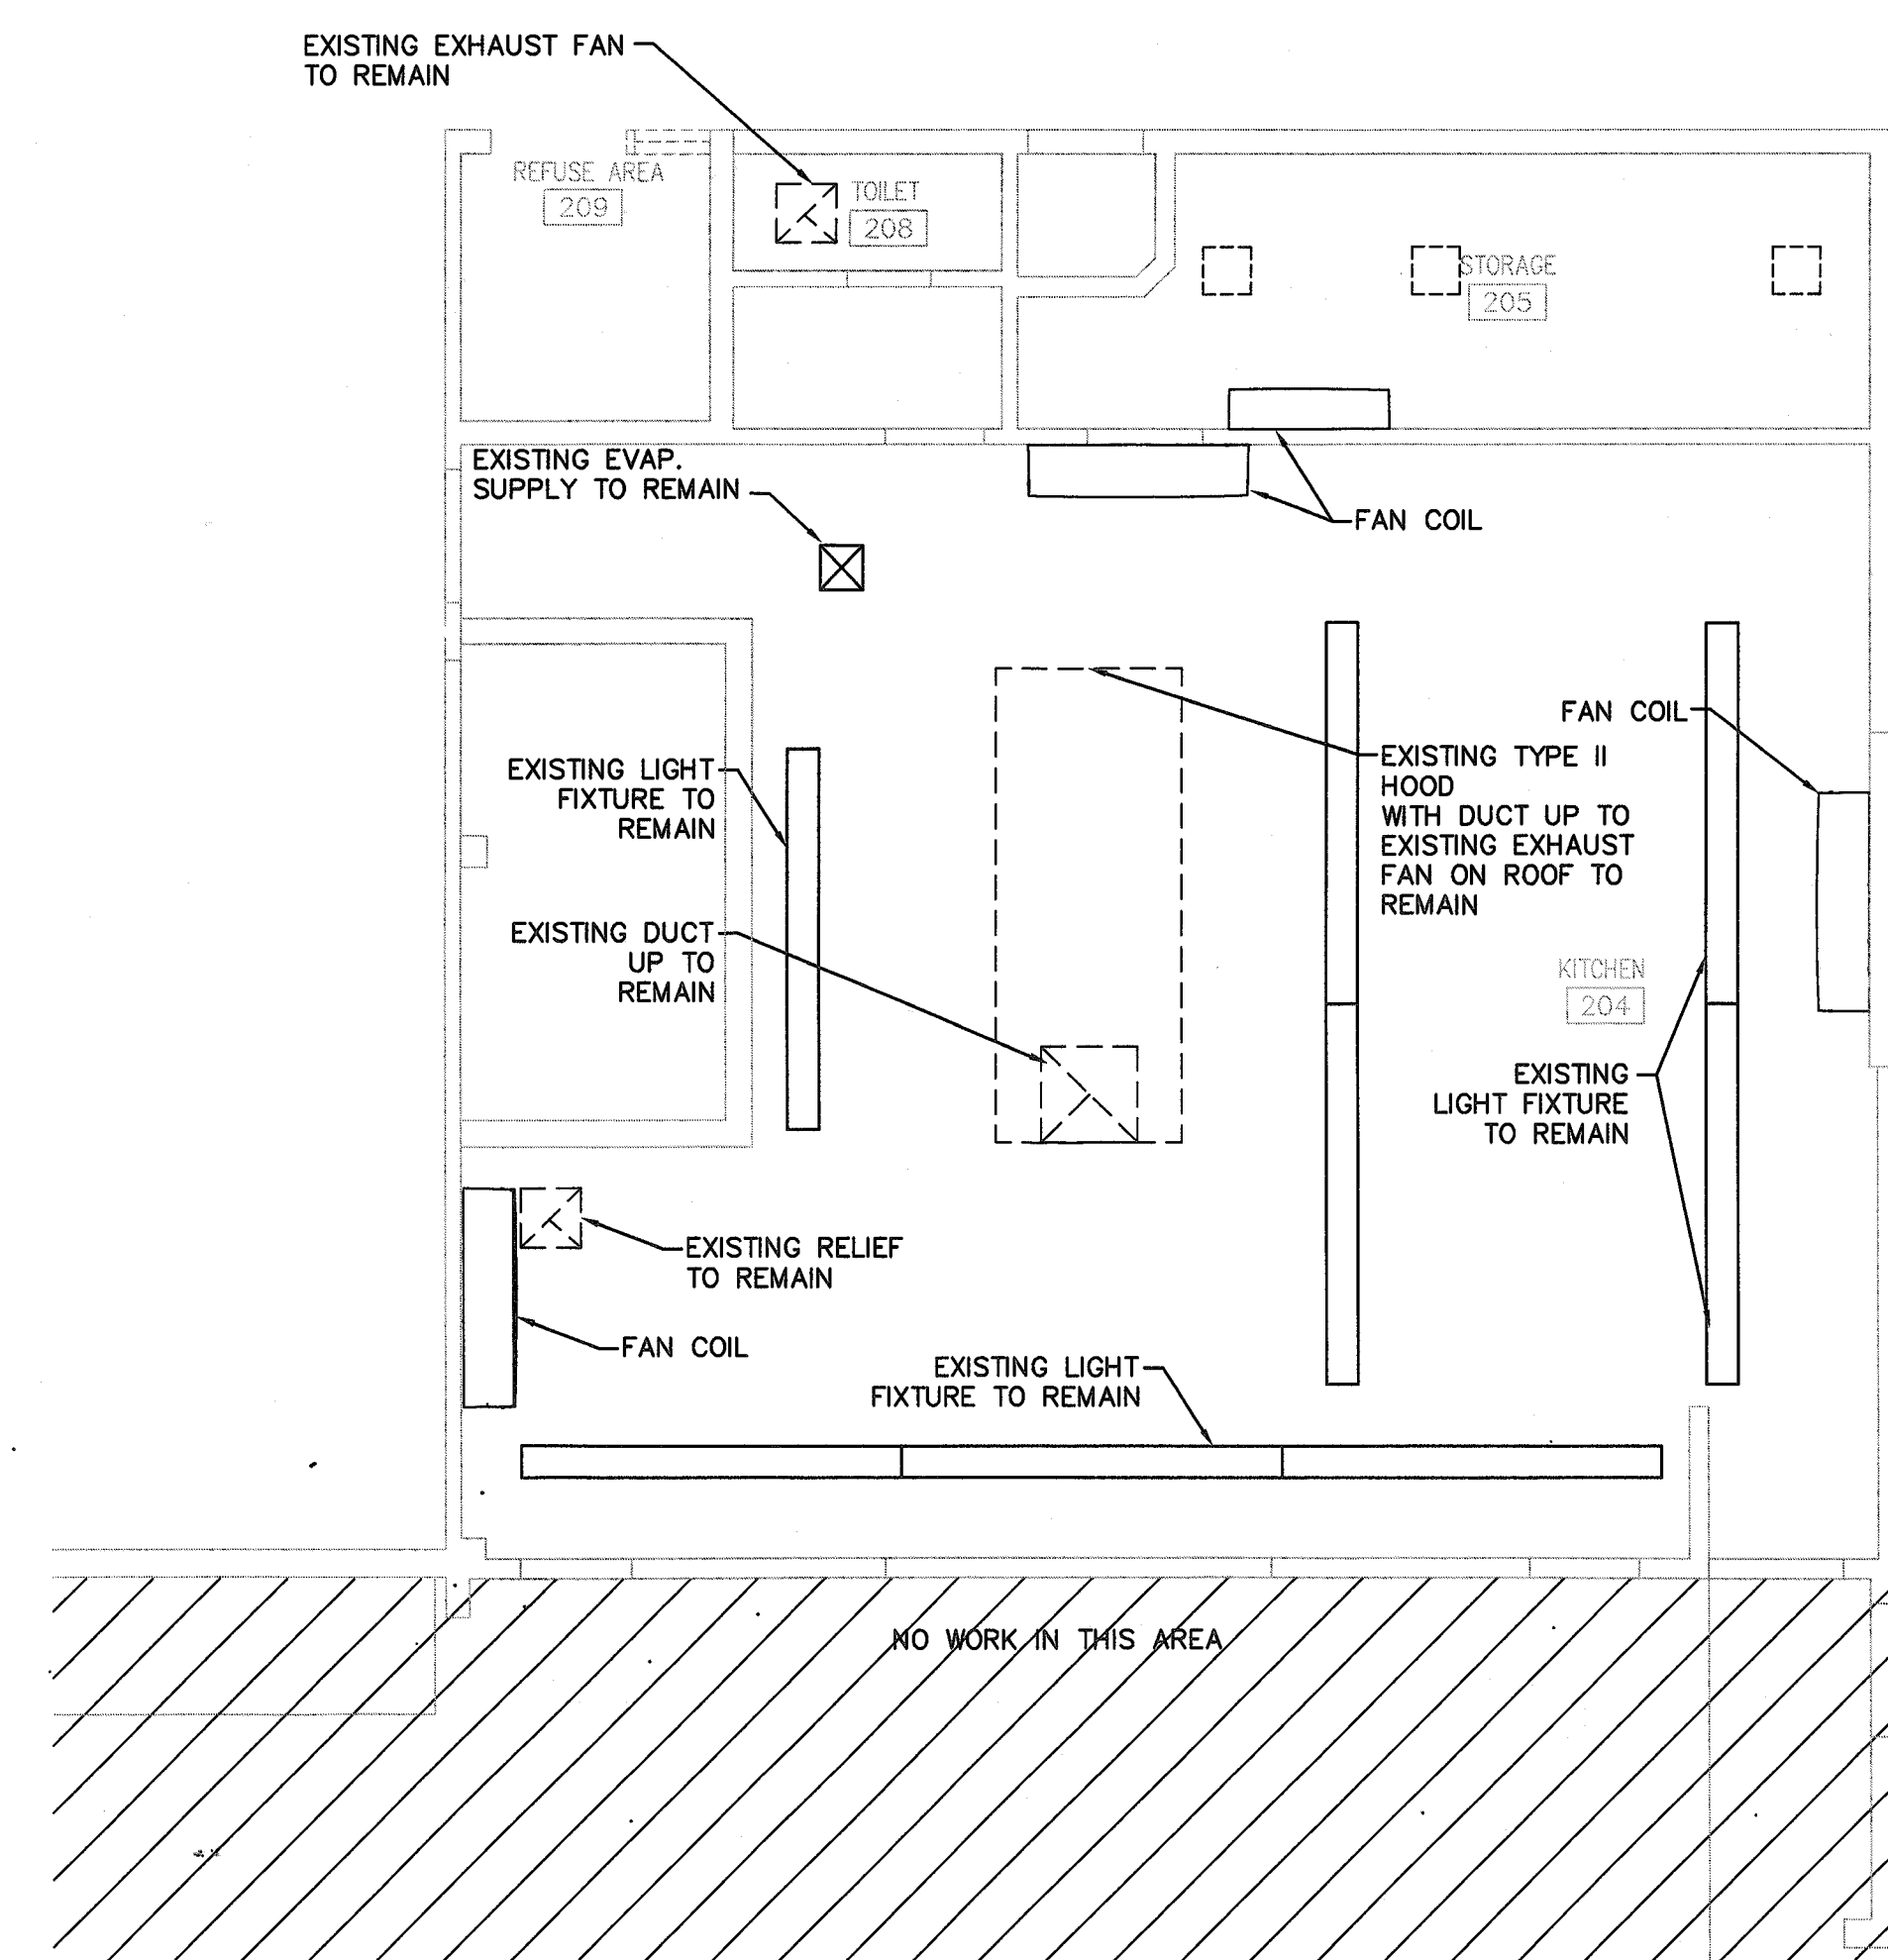 EXISTING EXHAUST FAN
TO REMAIN
REFUSE AREA
209
TOILET
208
STORAGE
205
EXISTING EVAP.
SUPPLY TO REMAIN
FAN COIL
FAN COIL
EXISTING LIGHT
FIXTURE TO
REMAIN
EXISTING TYPE II
HOOD
WITH DUCT UP TO
EXISTING EXHAUST
FAN ON ROOF TO
REMAIN
EXISTING DUCT
UP TO
REMAIN
KITCHEN
204
EXISTING
LIGHT FIXTURE
TO REMAIN
EXISTING RELIEF
TO REMAIN
FAN COIL
EXISTING LIGHT
FIXTURE TO REMAIN
NO WORK IN THIS AREA